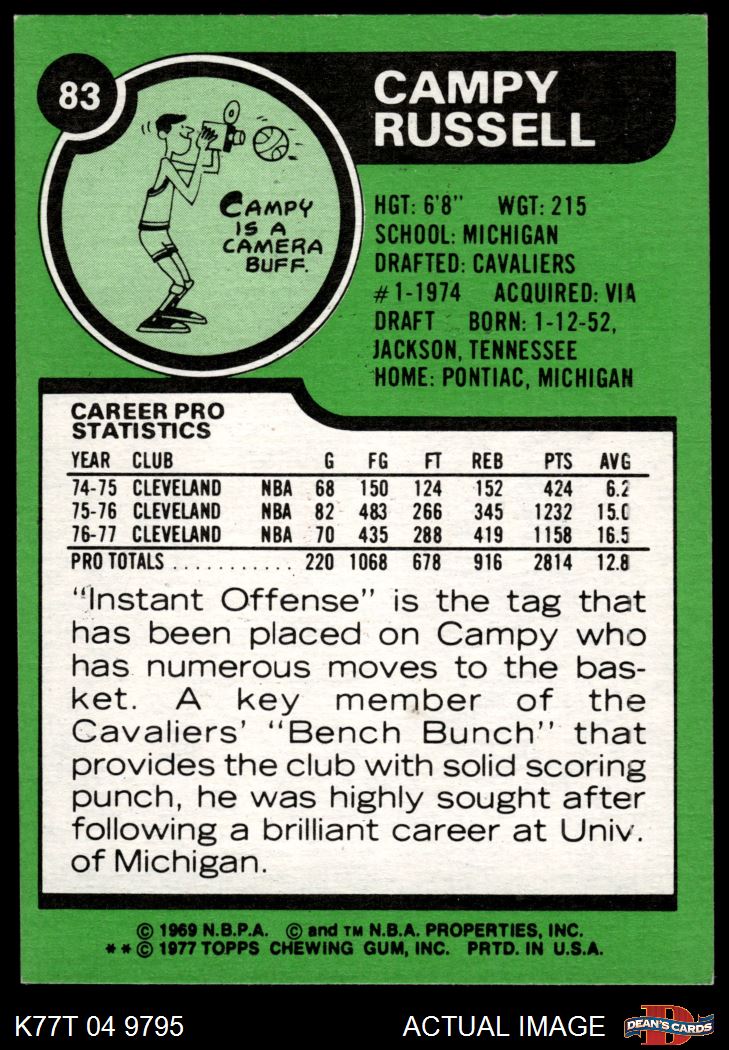 83
CAMPY
RUSSELL
CAMPY
IS A
CAMERA
BUFF.
HGT: 6'8" WGT: 215
SCHOOL: MICHIGAN
DRAFTED: CAVALIERS
#1-1974 ACQUIRED: VIA
DRAFT BORN: 1-12-52,
JACKSON, TENNESSEE
HOME: PONTIAC, MICHIGAN
CAREER PRO
STATISTICS
YEAR CLUB G FG FT REB PTS AVG
74-75 CLEVELAND NBA 68 150 124 152 424 6.2
75-76 CLEVELAND NBA 82 483 266 345 1232 15.0
76-77 CLEVELAND NBA 70 435 288 419 1158 16.5
PRO TOTALS . . . . . . . . . . . 220 1068 678 916 2814 12.8
"Instant Offense" is the tag that
has been placed on Campy who
has numerous moves to the bas-
ket. A key member of the
Cavaliers' "Bench Bunch" that
provides the club with solid scoring
punch, he was highly sought after
following a brilliant career at Univ.
of Michigan.
© 1969 N.B.P.A. © and TM N.B.A. PROPERTIES, INC.
**© 1977 TOPPS CHEWING GUM, INC. PRTD. IN U.S.A.
K77T 04 9795 ACTUAL IMAGE DEAN'S CARDS